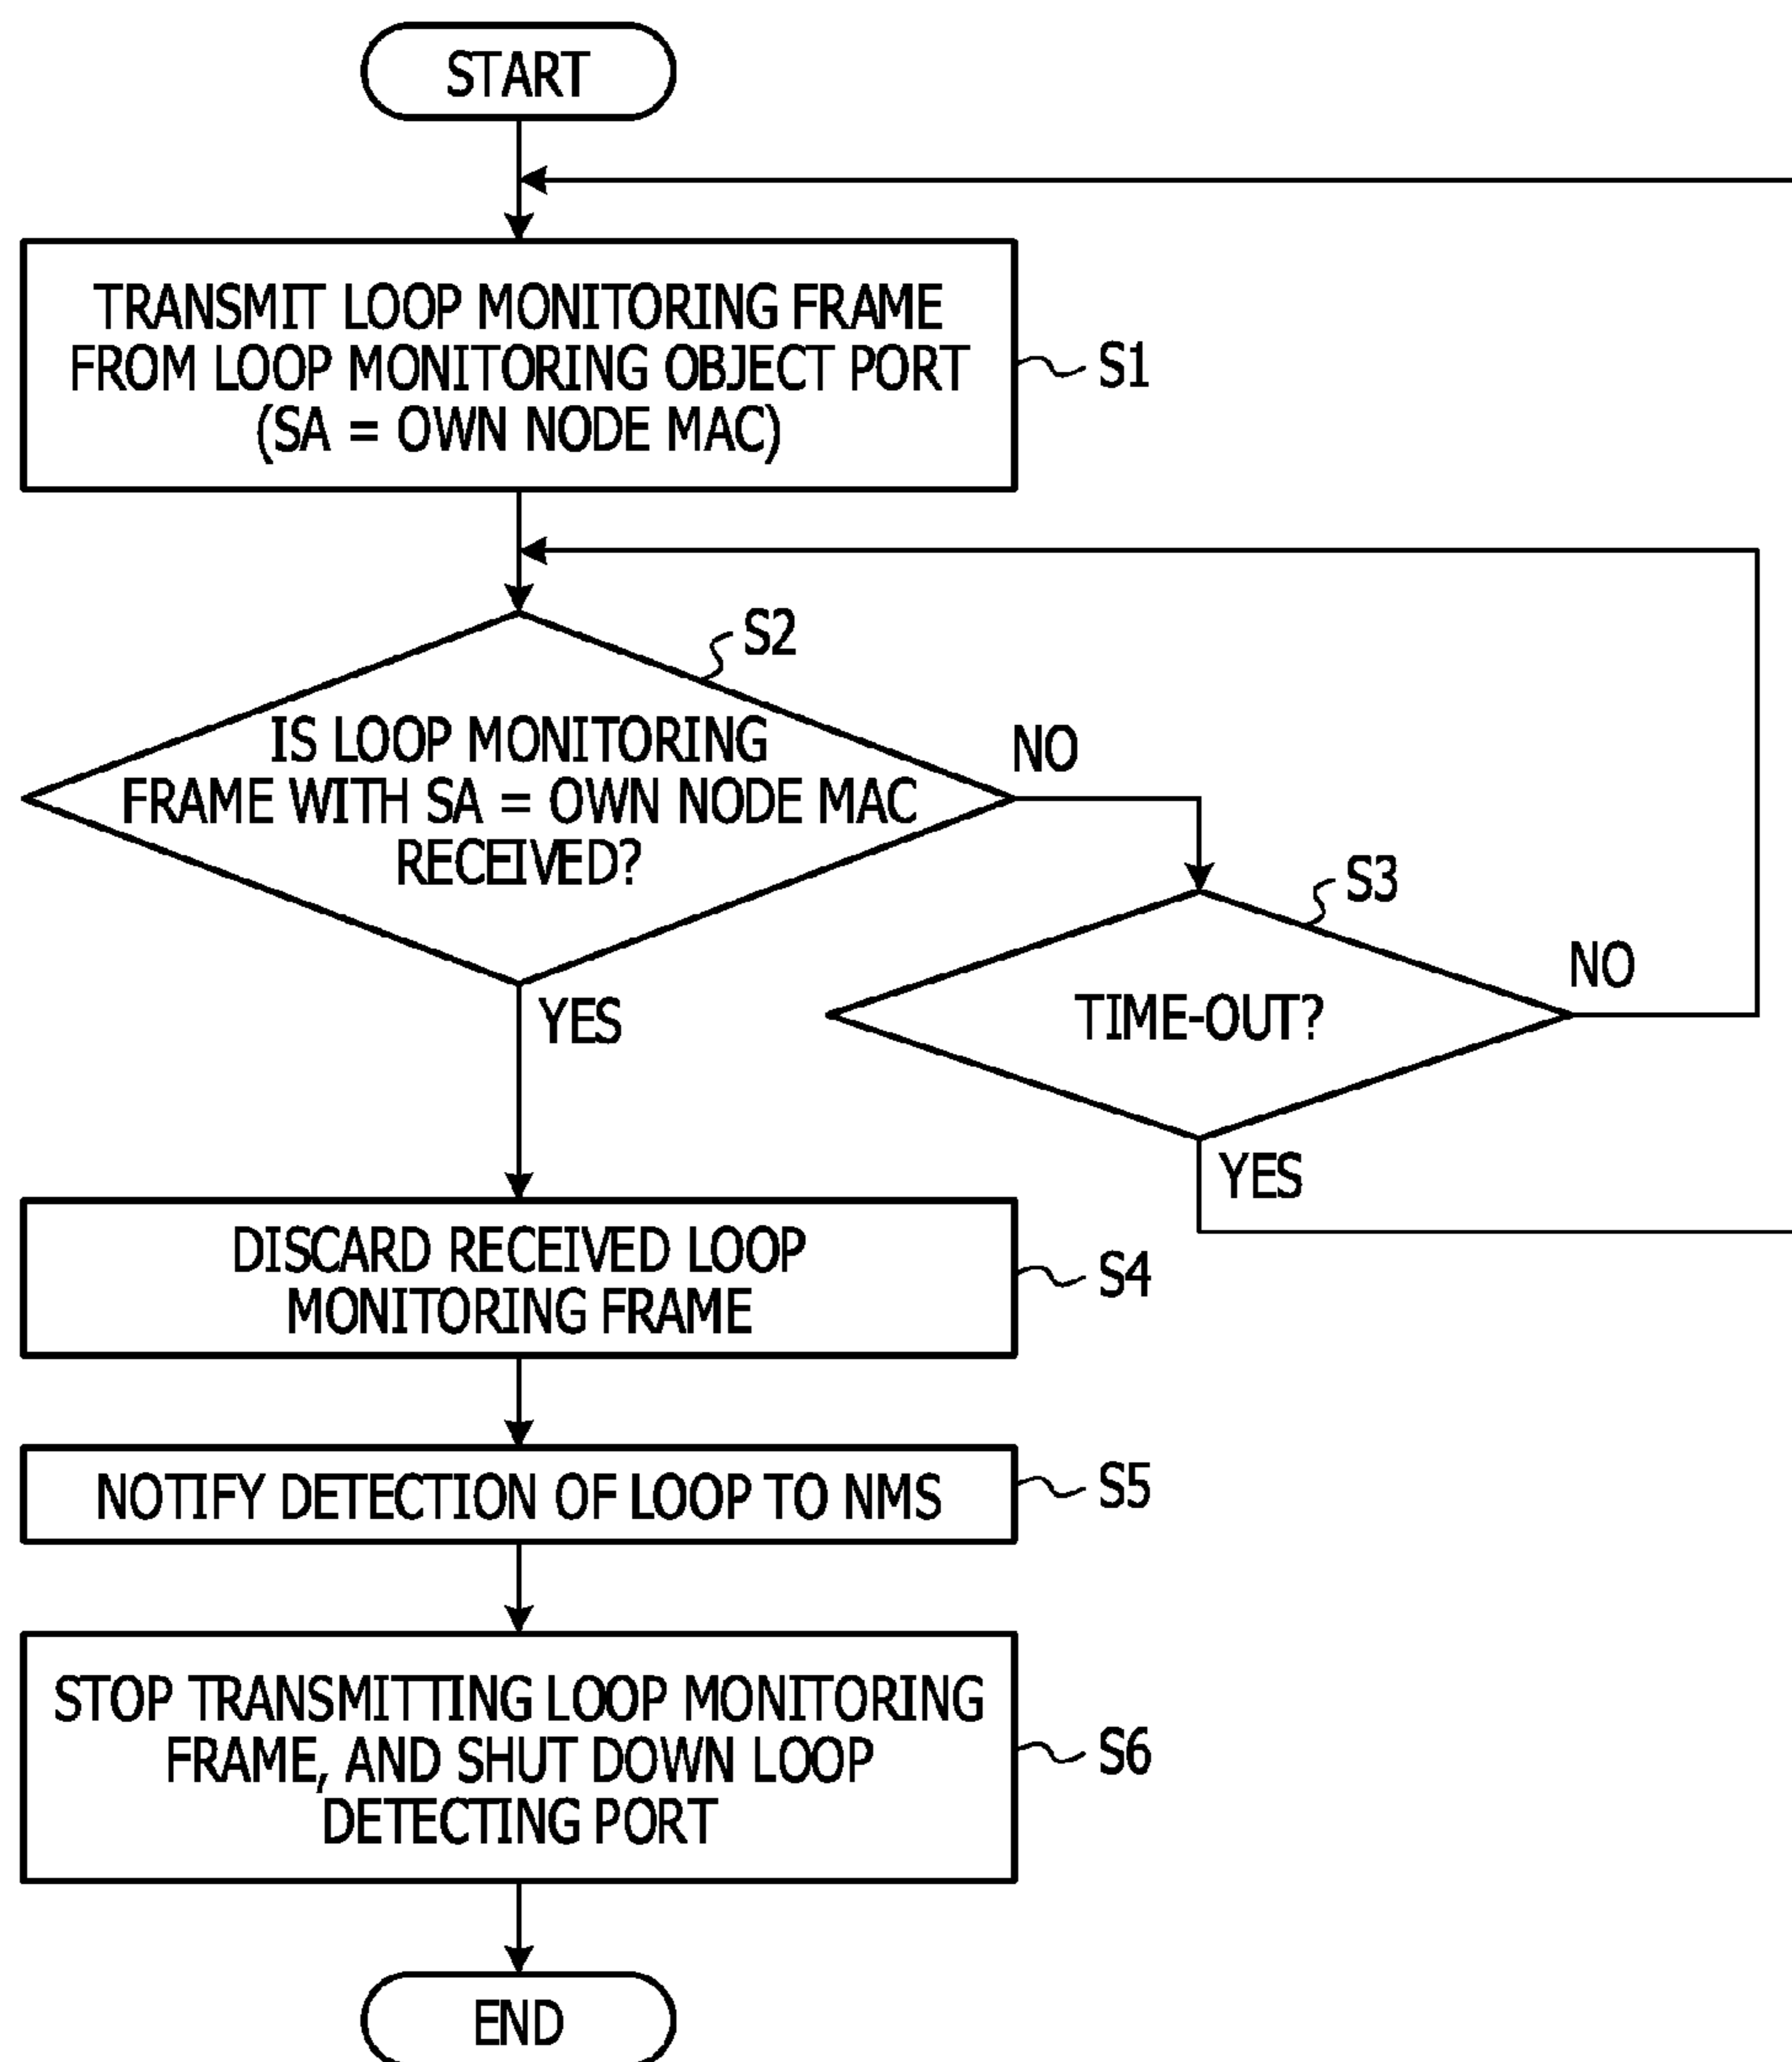 START
TRANSMIT LOOP MONITORING FRAME
FROM LOOP MONITORING OBJECT PORT
(SA = OWN NODE MAC)
S1
S2
IS LOOP MONITORING
FRAME WITH SA = OWN NODE MAC
RECEIVED?
NO
YES
S3
TIME-OUT?
NO
YES
DISCARD RECEIVED LOOP
MONITORING FRAME
S4
NOTIFY DETECTION OF LOOP TO NMS
S5
STOP TRANSMITTING LOOP MONITORING
FRAME, AND SHUT DOWN LOOP
DETECTING PORT
S6
END